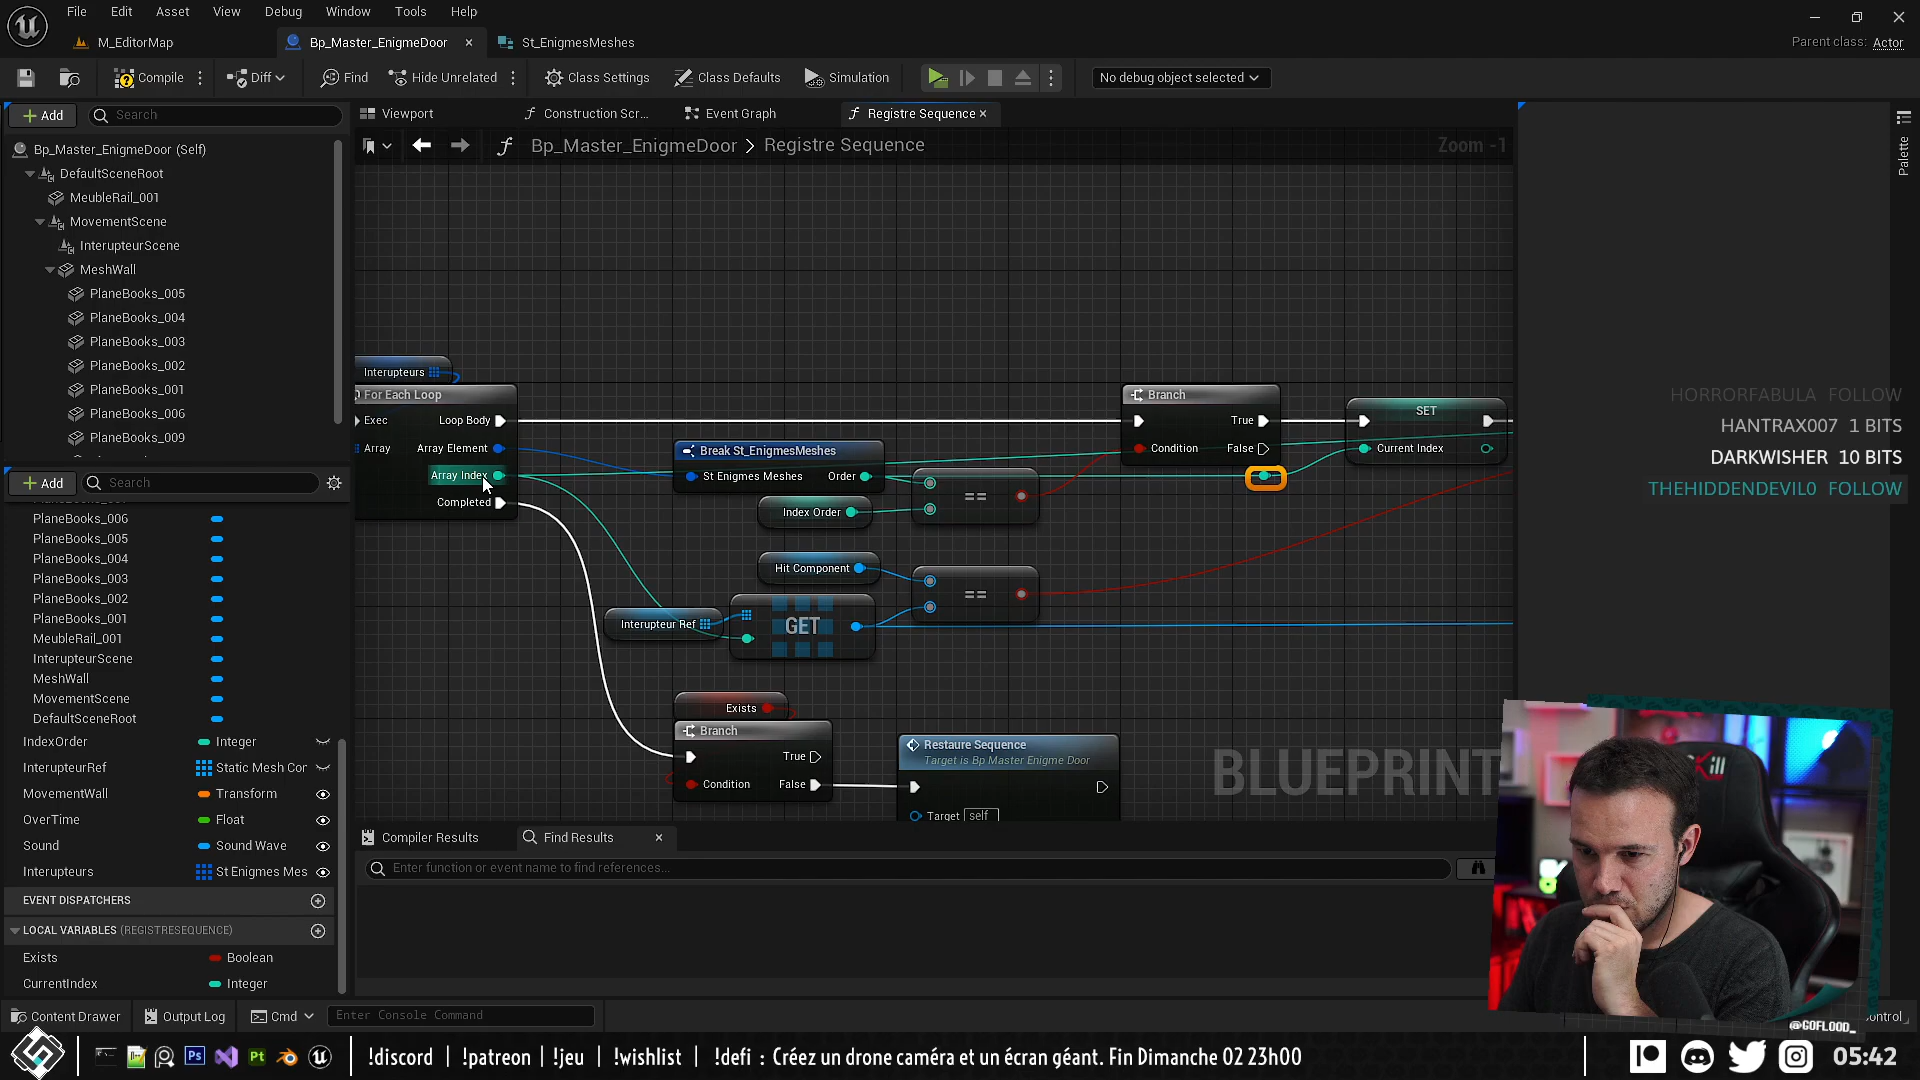 File Edit Asset View Debug Window Tools Help
M_EditorMap Bp_Master_EnigmeDoor St_EnigmesMeshes
Parent class: Actor
Compile Diff Find Hide Unrelated Class Settings Class Defaults Simulation No debug object selected
Add Search
Viewport Construction Scr... Event Graph Registre Sequence
Bp_Master_EnigmeDoor > Registre Sequence
Zoom -1
Palette
Bp_Master_EnigmeDoor (Self)
DefaultSceneRoot
MeubleRail_001
MovementScene
InterupteurScene
MeshWall
PlaneBooks_005
PlaneBooks_004
PlaneBooks_003
PlaneBooks_002
PlaneBooks_001
PlaneBooks_006
PlaneBooks_009
Add Search
PlaneBooks_006
PlaneBooks_005
PlaneBooks_004
PlaneBooks_003
PlaneBooks_002
PlaneBooks_001
MeubleRail_001
InterupteurScene
MeshWall
MovementScene
DefaultSceneRoot
IndexOrder Integer
InterupteurRef Static Mesh Cor
MovementWall Transform
OverTime Float
Sound Sound Wave
Interupteurs St Enigmes Mes
EVENT DISPATCHERS
LOCAL VARIABLES (REGISTRESEQUENCE)
Exists Boolean
CurrentIndex Integer
Interupteurs
For Each Loop
Exec Loop Body
Array Array Element
Array Index
Completed
Break St_EnigmesMeshes
St Enigmes Meshes Order
Index Order
==
Hit Component
==
Interupteur Ref
GET
Branch
True
Condition False
SET
Current Index
Exists
Branch
True
Condition False
Restaure Sequence
Target is Bp Master Enigme Door
Target self
BLUEPRINT
HORRORFABULA FOLLOW
HANTRAX007 1 BITS
DARKWISHER 10 BITS
THEHIDDENDEVIL0 FOLLOW
Compiler Results Find Results
Enter function or event name to find references...
Content Drawer Output Log Cmd Enter Console Command
@GOFLOOD_
!discord | !patreon | !jeu | !wishlist | !defi : Créez un drone caméra et un écran géant. Fin Dimanche 02 23h00
05:42